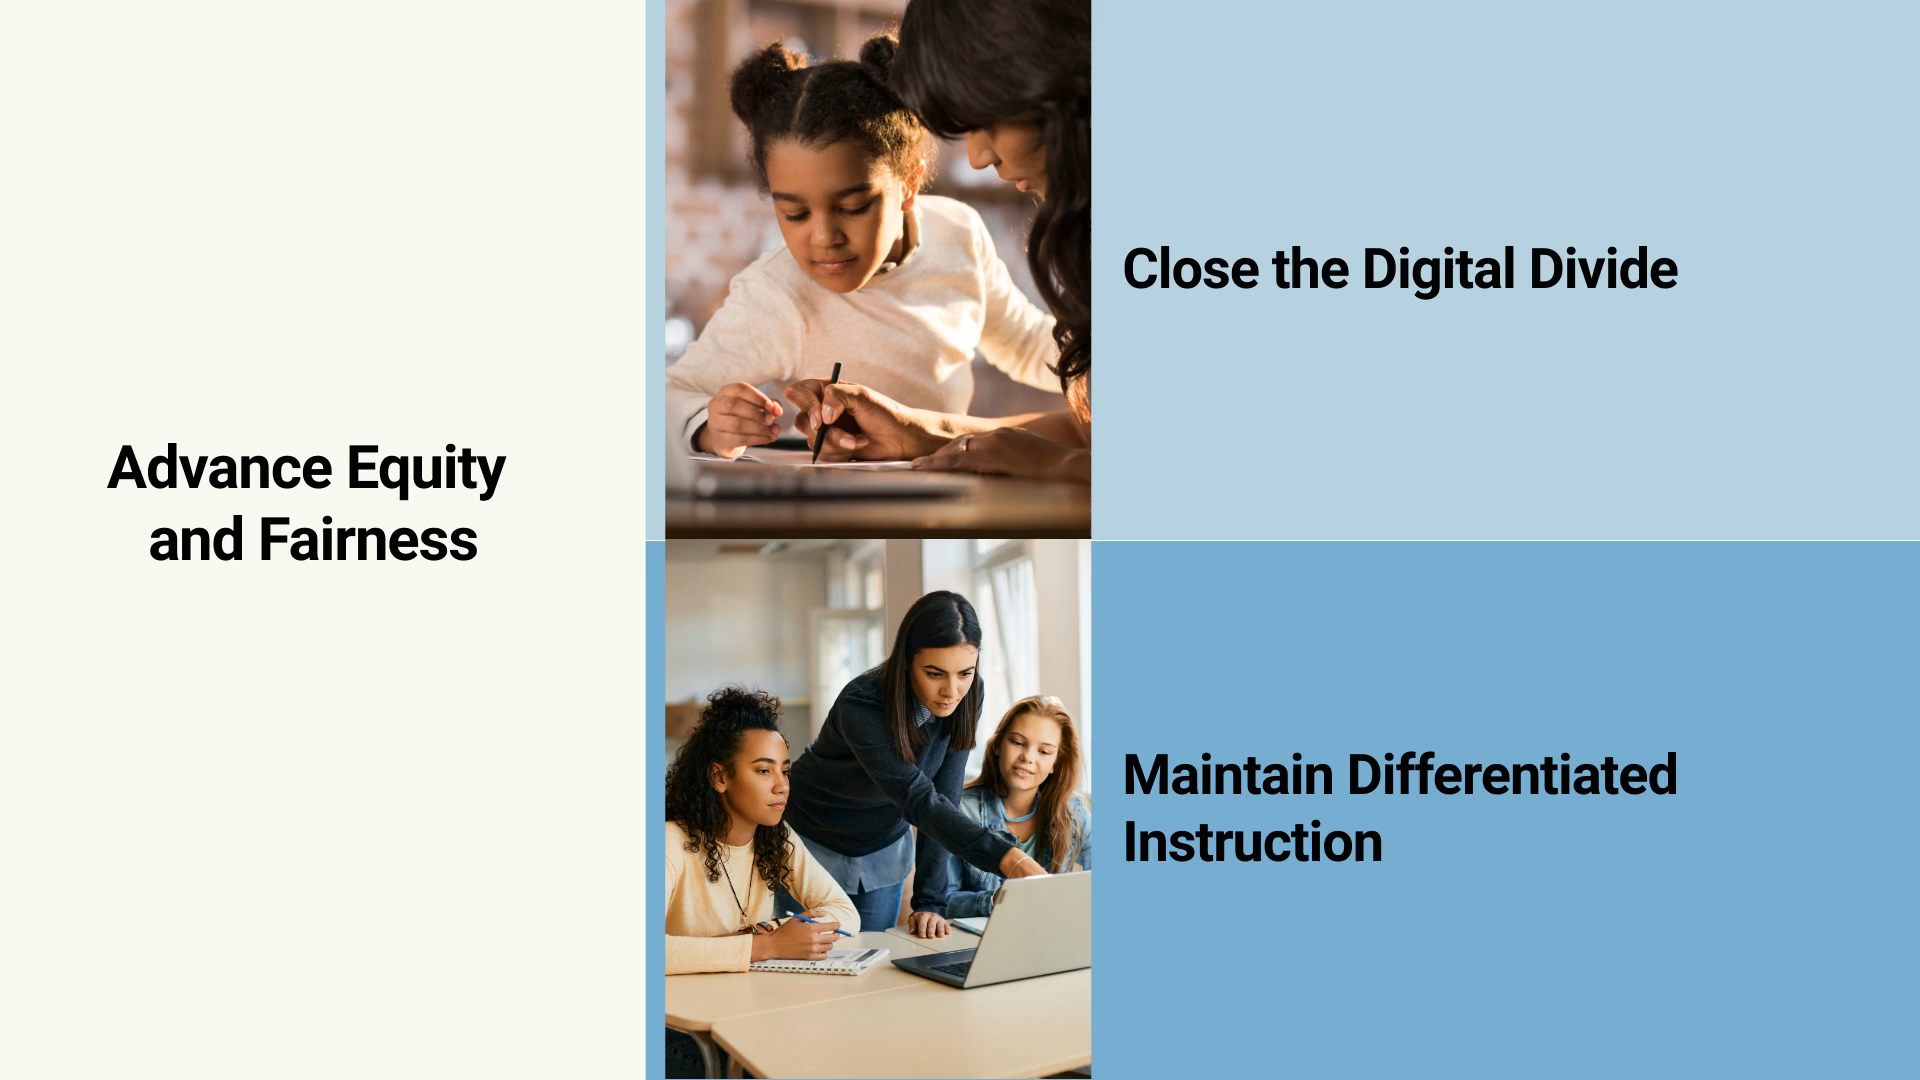 Advance Equity
and Fairness
Close the Digital Divide
Maintain Differentiated
Instruction